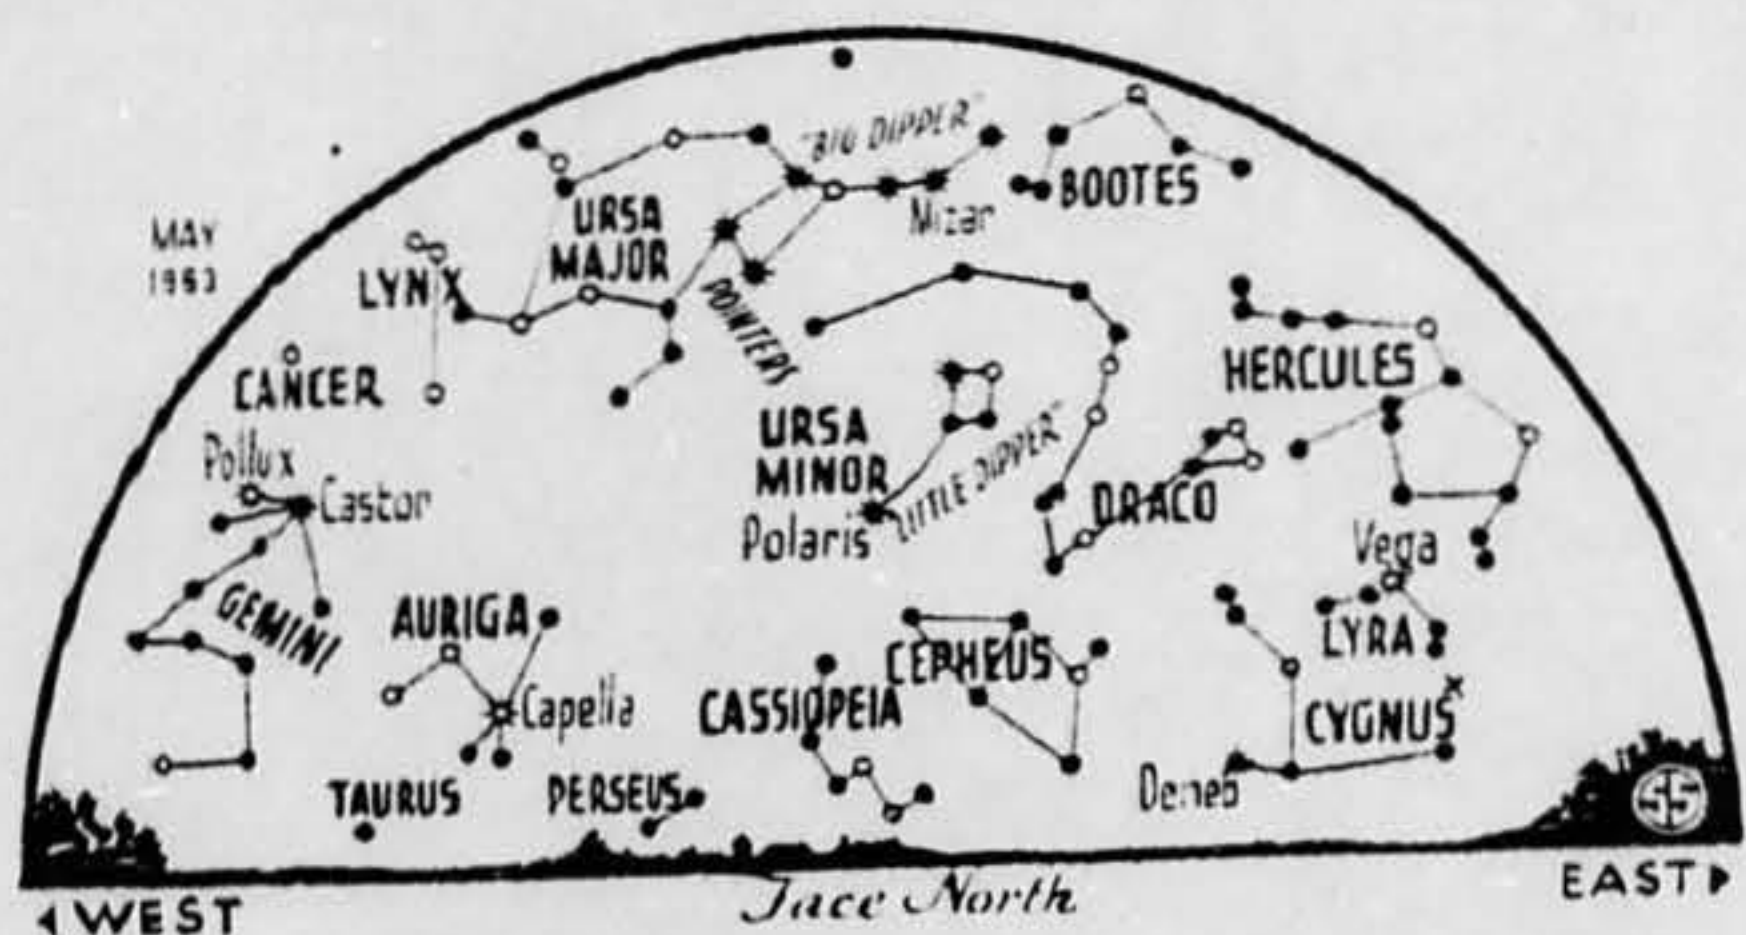 "BIG DIPPER"
BOOTES
Mizar
URSA
MAJOR
MAY
1953
LYNX
POINTERS
CANCER
HERCULES
URSA
MINOR
"LITTLE DIPPER"
Pollux
Castor
DRACO
Polaris
Vega
GEMINI
AURIGA
LYRA
CEPHEUS
Capella
CASSIOPEIA
CYGNUS
TAURUS
PERSEUS
Deneb
SS
WEST
Face North
EAST